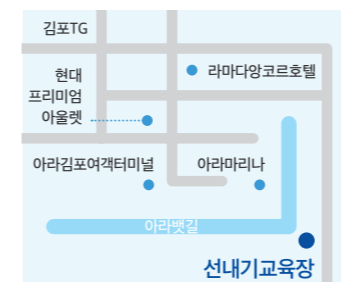 김포TG
현대
프리미엄
아울렛
라마다앙코르호텔
아라김포여객터미널
아라마리나
아라뱃길
선내기교육장